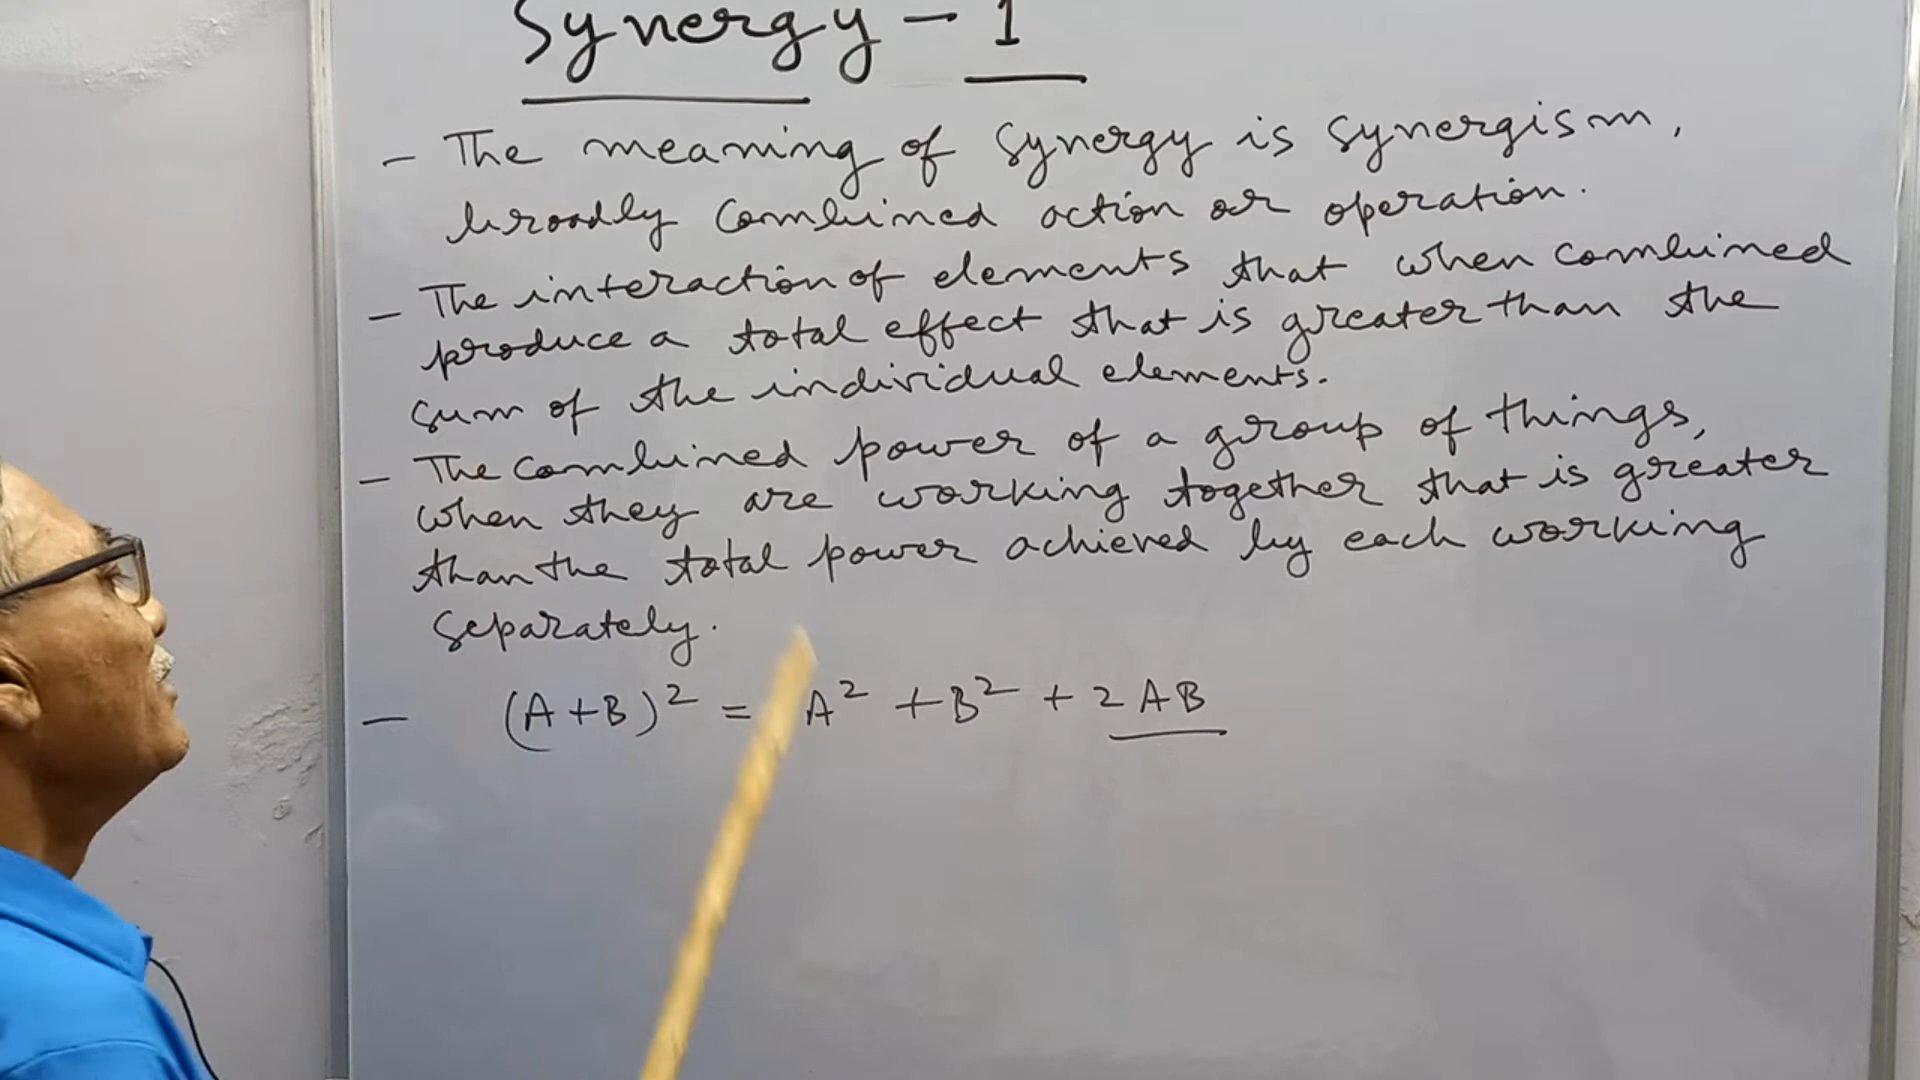 Synergy - 1
- The meaning of Synergy is Synergism,
broadly Combined action or operation.
- The interaction of elements that when combined
produce a total effect that is greater than the
sum of the individual elements.
- The combined power of a group of things,
when they are working together that is greater
than the total power achieved by each working
separately.
- (A+B)² = A² + B² + 2AB